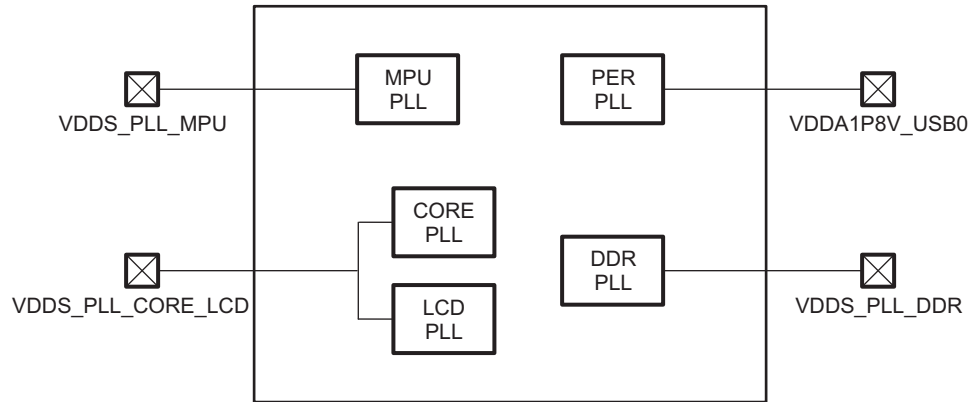 MPU
PLL
PER
PLL
VDDS_PLL_MPU
VDDA1P8V_USB0
CORE
PLL
DDR
PLL
VDDS_PLL_CORE_LCD
LCD
PLL
VDDS_PLL_DDR